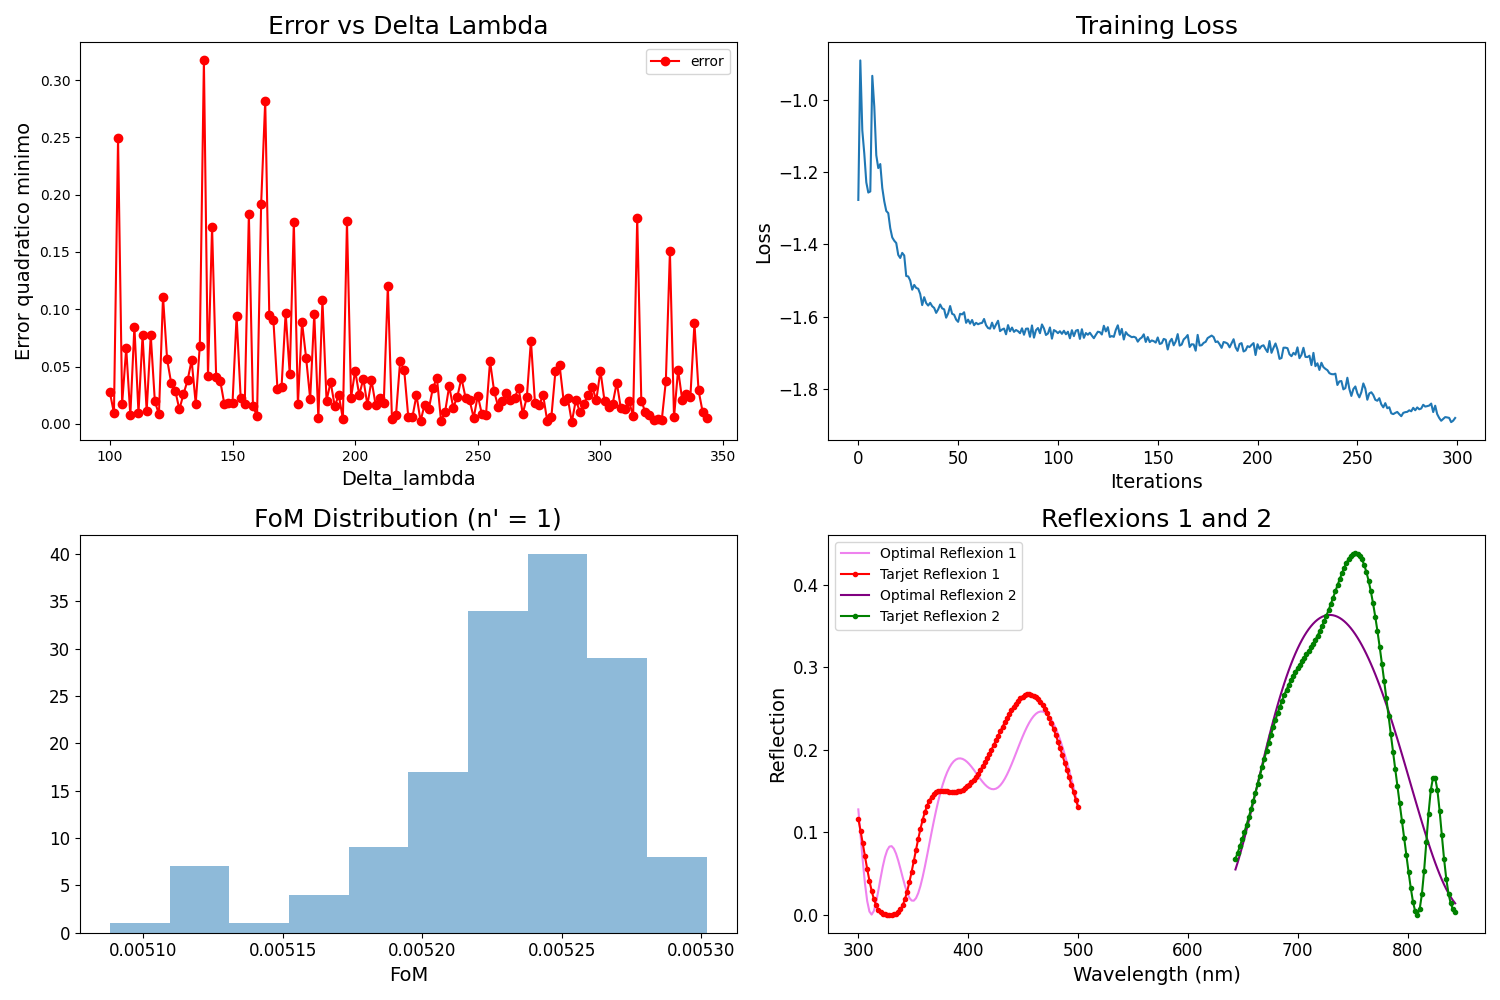 Error vs Delta Lambda
error
Error quadratico minimo
0.30
0.25
0.20
0.15
0.10
0.05
0.00
100 150 200 250 300 350
Delta_lambda
Training Loss
Loss
−1.0
−1.2
−1.4
−1.6
−1.8
0 50 100 150 200 250 300
Iterations
FoM Distribution (n' = 1)
40
35
30
25
20
15
10
5
0
0.00510 0.00515 0.00520 0.00525 0.00530
FoM
Reflexions 1 and 2
Optimal Reflexion 1
Tarjet Reflexion 1
Optimal Reflexion 2
Tarjet Reflexion 2
Reflection
0.4
0.3
0.2
0.1
0.0
300 400 500 600 700 800
Wavelength (nm)